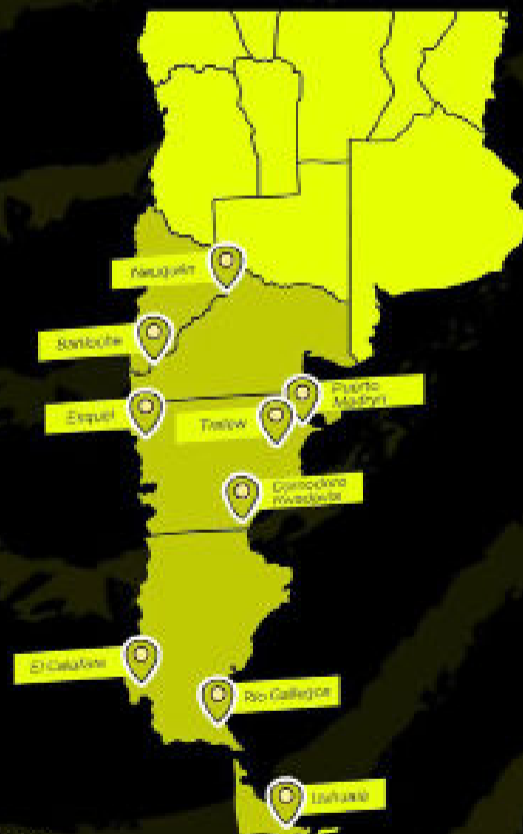 Neuquén
Bariloche
Esquel
Puerto
Madryn
Trelew
Comodoro
Rivadavia
El Calafate
Río Gallegos
Ushuaia